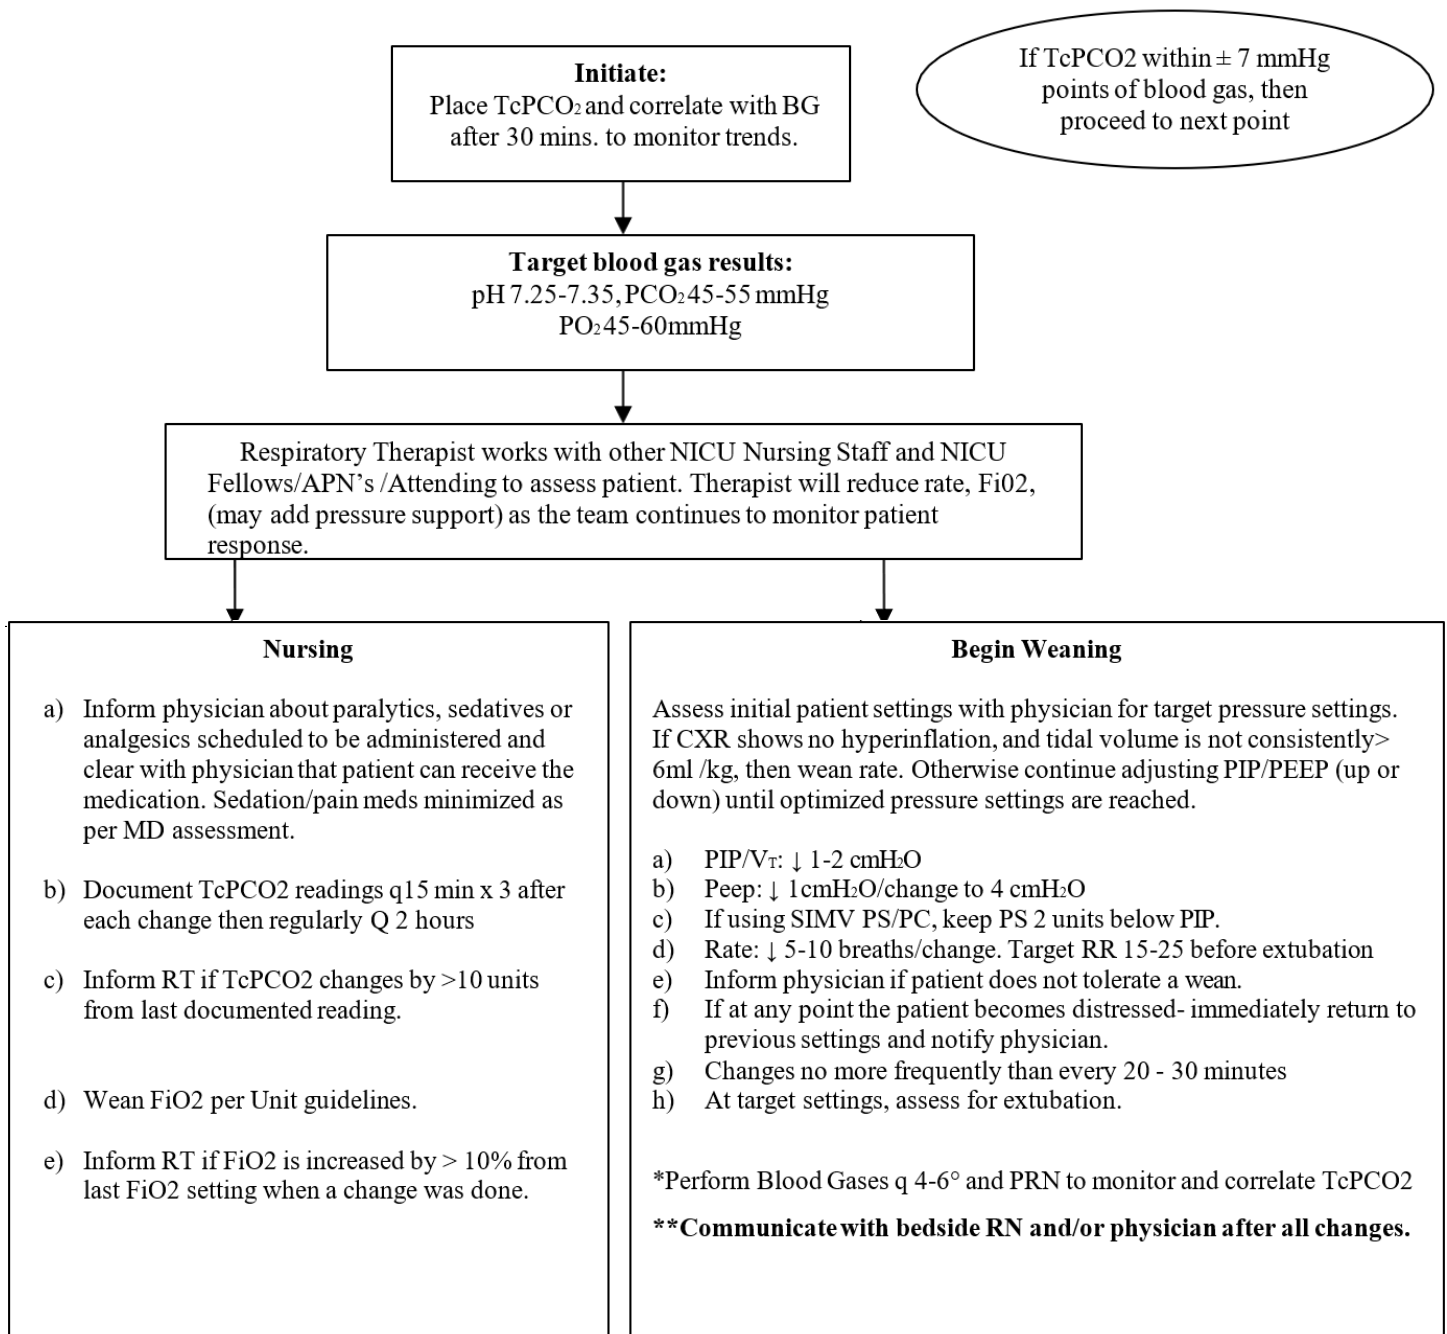 Initiate:
Place TcPCO₂ and correlate with BG
after 30 mins. to monitor trends.
If TcPCO2 within ± 7 mmHg
points of blood gas, then
proceed to next point
Target blood gas results:
pH 7.25-7.35, PCO₂ 45-55 mmHg
PO₂ 45-60mmHg
Respiratory Therapist works with other NICU Nursing Staff and NICU
Fellows/APN’s /Attending to assess patient. Therapist will reduce rate, Fi02,
(may add pressure support) as the team continues to monitor patient
response.
Nursing
a) Inform physician about paralytics, sedatives or
analgesics scheduled to be administered and
clear with physician that patient can receive the
medication. Sedation/pain meds minimized as
per MD assessment.
b) Document TcPCO2 readings q15 min x 3 after
each change then regularly Q 2 hours
c) Inform RT if TcPCO2 changes by >10 units
from last documented reading.
d) Wean FiO2 per Unit guidelines.
e) Inform RT if FiO2 is increased by > 10% from
last FiO2 setting when a change was done.
Begin Weaning
Assess initial patient settings with physician for target pressure settings.
If CXR shows no hyperinflation, and tidal volume is not consistently>
6ml /kg, then wean rate. Otherwise continue adjusting PIP/PEEP (up or
down) until optimized pressure settings are reached.
a) PIP/VT: ↓ 1-2 cmH₂O
b) Peep: ↓ 1cmH₂O/change to 4 cmH₂O
c) If using SIMV PS/PC, keep PS 2 units below PIP.
d) Rate: ↓ 5-10 breaths/change. Target RR 15-25 before extubation
e) Inform physician if patient does not tolerate a wean.
f) If at any point the patient becomes distressed- immediately return to
previous settings and notify physician.
g) Changes no more frequently than every 20 - 30 minutes
h) At target settings, assess for extubation.
*Perform Blood Gases q 4-6° and PRN to monitor and correlate TcPCO2
**Communicate with bedside RN and/or physician after all changes.